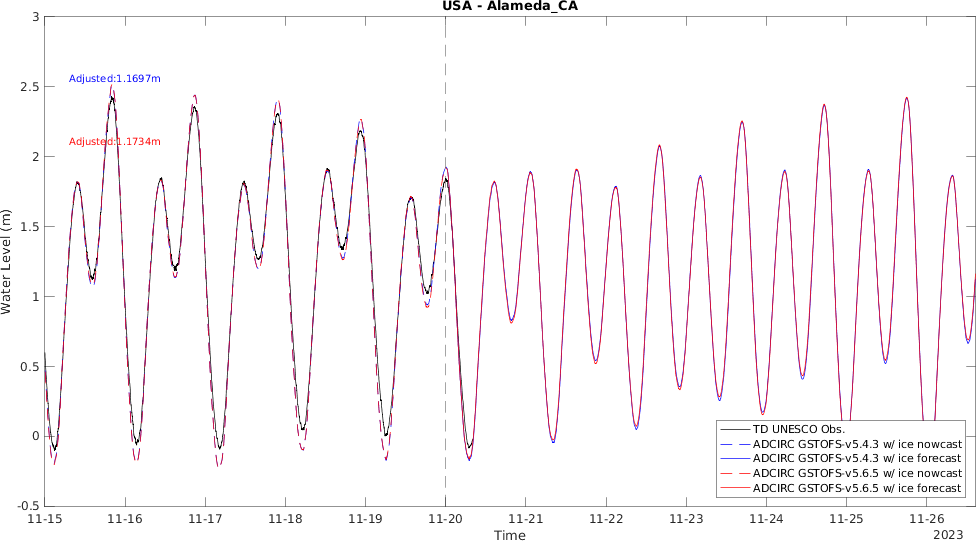 USA - Alameda_CA
3
2.5
2
1.5
1
0.5
0
-0.5
Water Level (m)
Adjusted:1.1697m
Adjusted:1.1734m
TD UNESCO Obs.
ADCIRC GSTOFS-v5.4.3 w/ ice nowcast
ADCIRC GSTOFS-v5.4.3 w/ ice forecast
ADCIRC GSTOFS-v5.6.5 w/ ice nowcast
ADCIRC GSTOFS-v5.6.5 w/ ice forecast
11-15 11-16 11-17 11-18 11-19 11-20 11-21 11-22 11-23 11-24 11-25 11-26
Time
2023